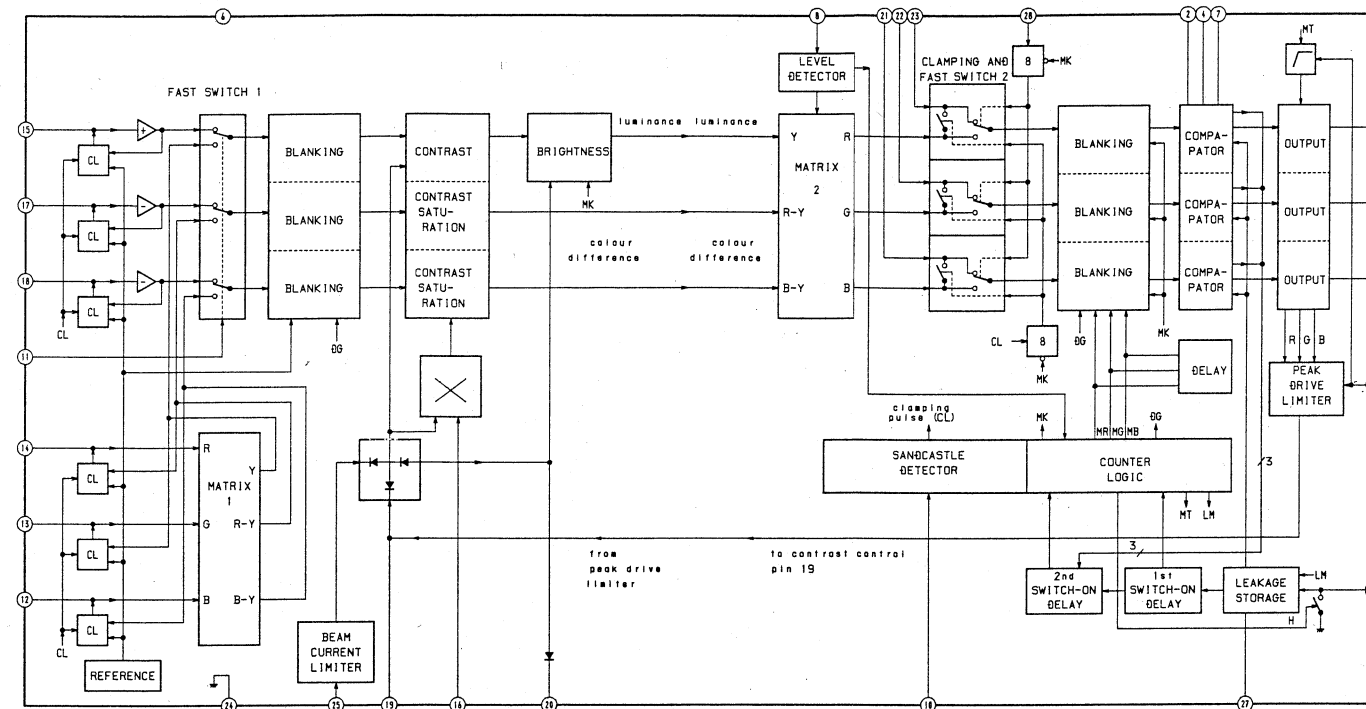 6
8
21
22
23
28
2
4
7
MT
LEVEL
DETECTOR
CLAMPING AND
FAST SWITCH 2
8
MK
FAST SWITCH 1
15
+
CL
BLANKING
CONTRAST
BRIGHTNESS
MK
luminance luminance
Y
R
MATRIX
2
BLANKING
COMPA-
PATOR
OUTPUT
17
-
CL
BLANKING
CONTRAST
SATU-
RATION
R-Y
G
BLANKING
COMPA-
PATOR
OUTPUT
colour
difference
colour
difference
18
-
CL
CL
BLANKING
CONTRAST
SATU-
RATION
B-Y
B
BLANKING
COMPA-
PATOR
OUTPUT
11
ĐG
CL
8
MK
ĐG
MK
R
G
B
DELAY
PEAK
DRIVE
LIMITER
clamping
pulse (CL)
MK
MR
MG
MB
ĐG
14
CL
R
Y
MATRIX
1
SANDCASTLE
DETECTOR
COUNTER
LOGIC
3
MT
LM
13
CL
G
R-Y
from
peak drive
limiter
to contrast control
pin 19
3
12
CL
CL
B
B-Y
2nd
SWITCH-ON
DELAY
1st
SWITCH-ON
DELAY
LEAKAGE
STORAGE
LM
H
REFERENCE
BEAM
CURRENT
LIMITER
24
25
19
16
20
10
27